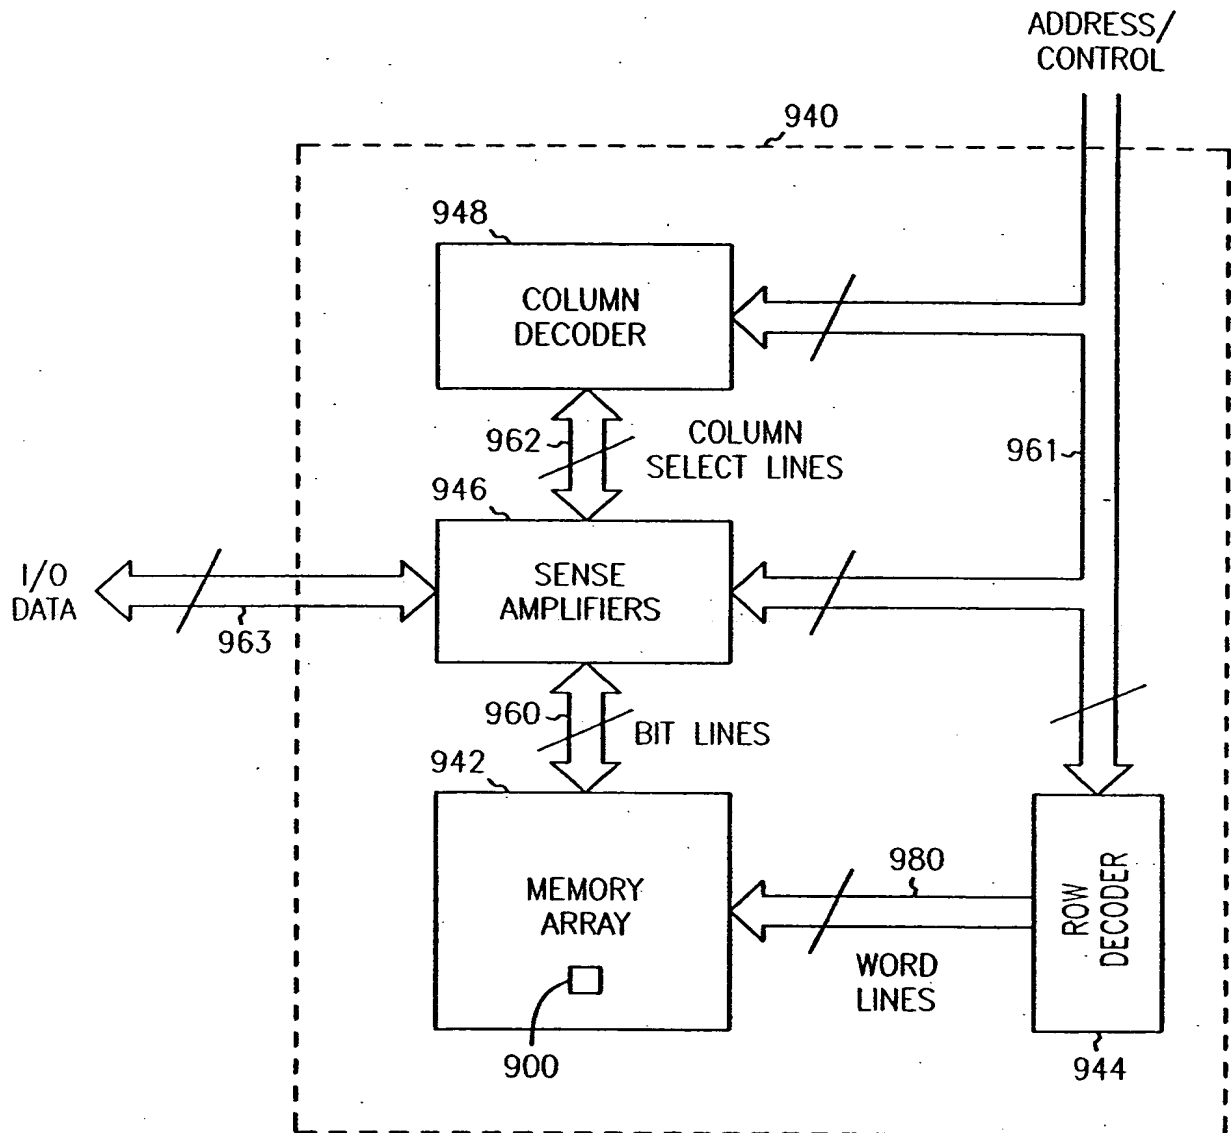 ADDRESS/
CONTROL
940
948
COLUMN
DECODER
962
COLUMN
SELECT LINES
961
946
I/O
DATA
SENSE
AMPLIFIERS
963
960
BIT LINES
942
980
MEMORY
ARRAY
ROW
DECODER
WORD
LINES
900
944